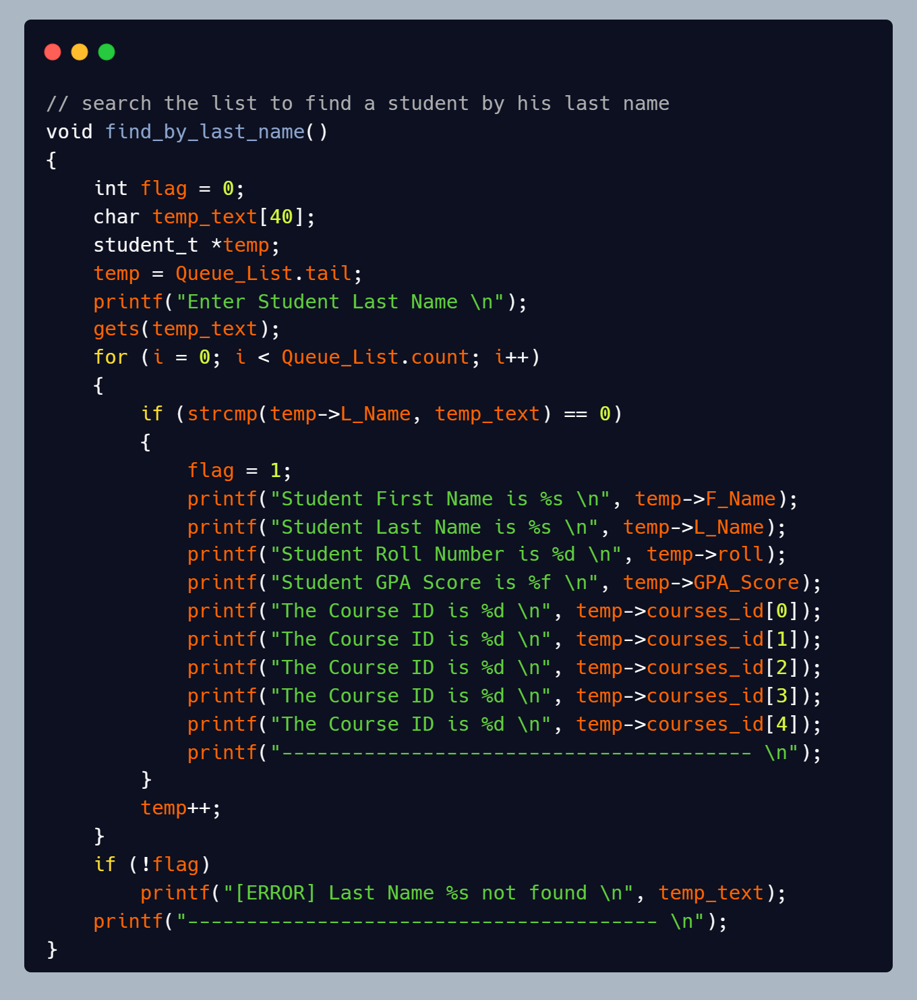 // search the list to find a student by his last name
void find_by_last_name()
{
    int flag = 0;
    char temp_text[40];
    student_t *temp;
    temp = Queue_List.tail;
    printf("Enter Student Last Name \n");
    gets(temp_text);
    for (i = 0; i < Queue_List.count; i++)
    {
        if (strcmp(temp->L_Name, temp_text) == 0)
        {
            flag = 1;
            printf("Student First Name is %s \n", temp->F_Name);
            printf("Student Last Name is %s \n", temp->L_Name);
            printf("Student Roll Number is %d \n", temp->roll);
            printf("Student GPA Score is %f \n", temp->GPA_Score);
            printf("The Course ID is %d \n", temp->courses_id[0]);
            printf("The Course ID is %d \n", temp->courses_id[1]);
            printf("The Course ID is %d \n", temp->courses_id[2]);
            printf("The Course ID is %d \n", temp->courses_id[3]);
            printf("The Course ID is %d \n", temp->courses_id[4]);
            printf("---------------------------------------- \n");
        }
        temp++;
    }
    if (!flag)
        printf("[ERROR] Last Name %s not found \n", temp_text);
    printf("---------------------------------------- \n");
}